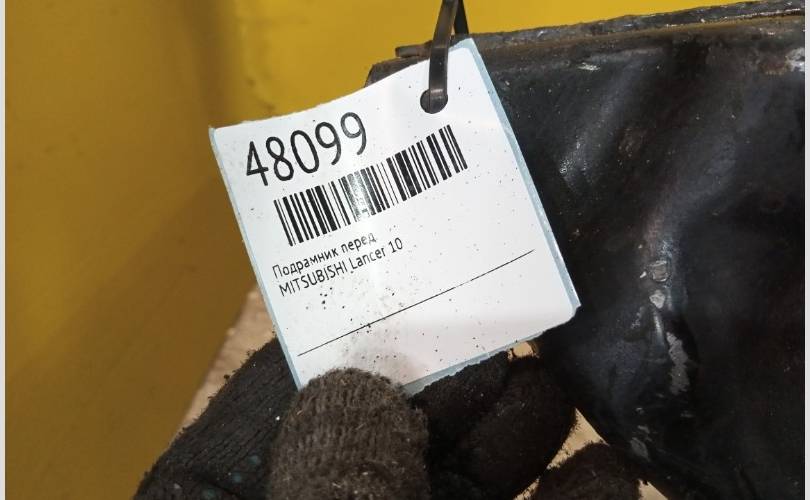 48099
Подрамник перед
MITSUBISHI Lancer 10